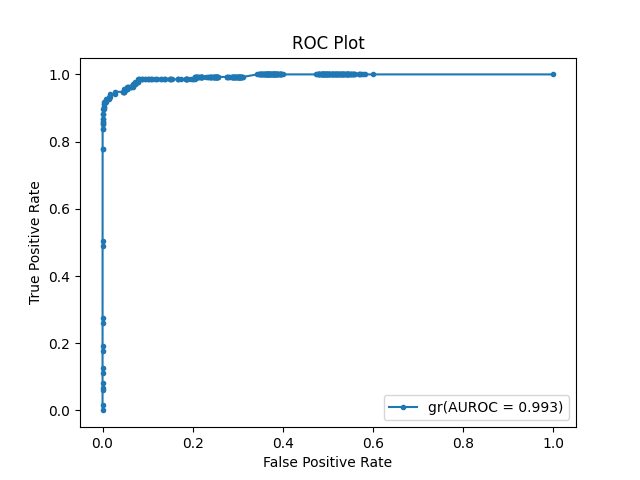 ROC Plot
1.0
0.8
0.6
0.4
0.2
0.0
True Positive Rate
gr(AUROC = 0.993)
0.0 0.2 0.4 0.6 0.8 1.0
False Positive Rate